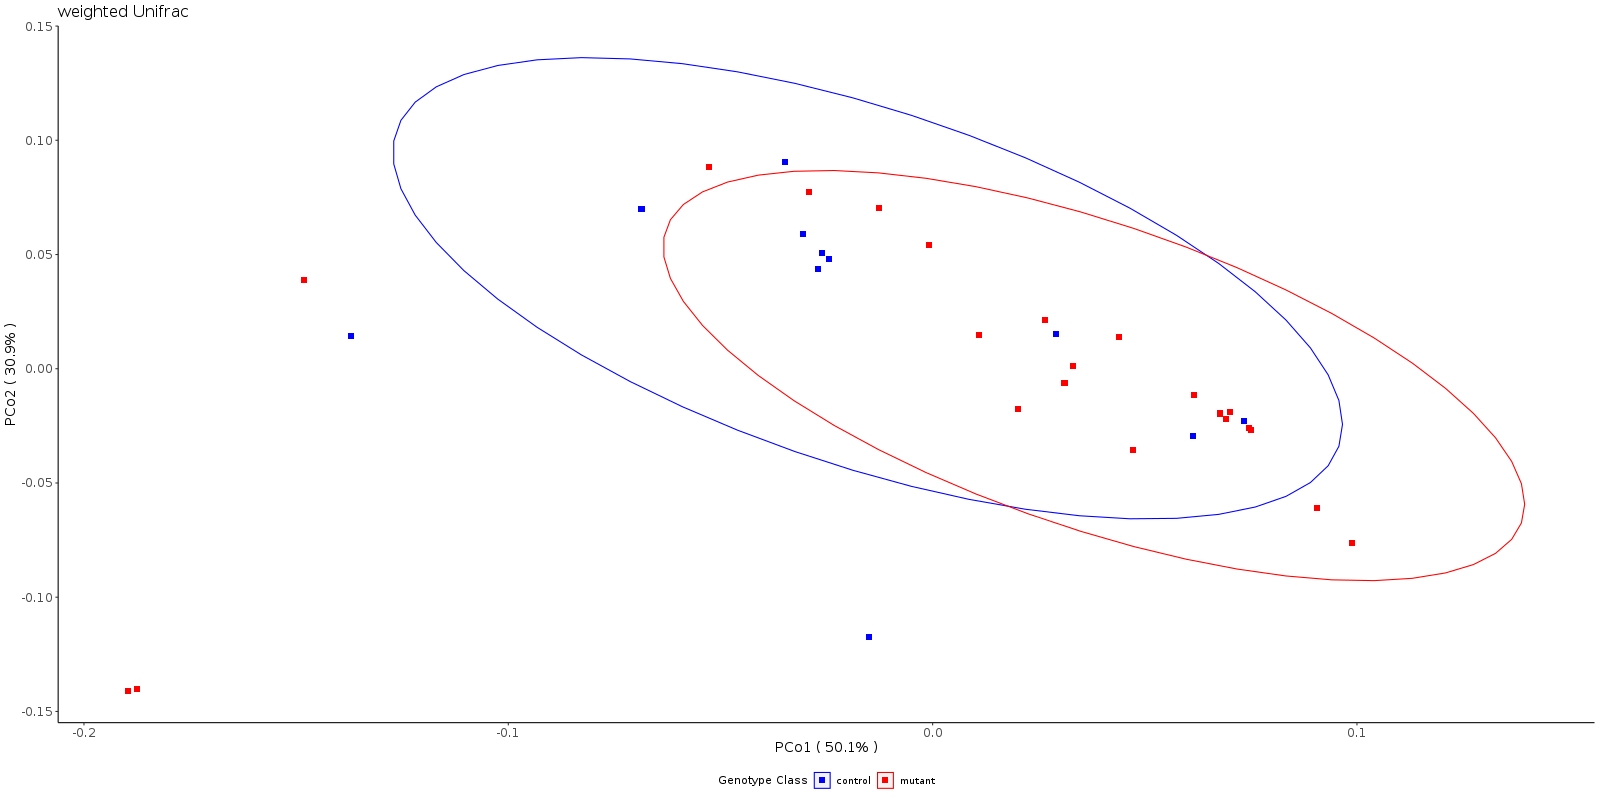 weighted Unifrac
0.15
0.10
0.05
0.00
-0.05
-0.10
-0.15
PCo2 ( 30.9% )
-0.2 -0.1 0.0 0.1
PCo1 ( 50.1% )
Genotype Class control mutant